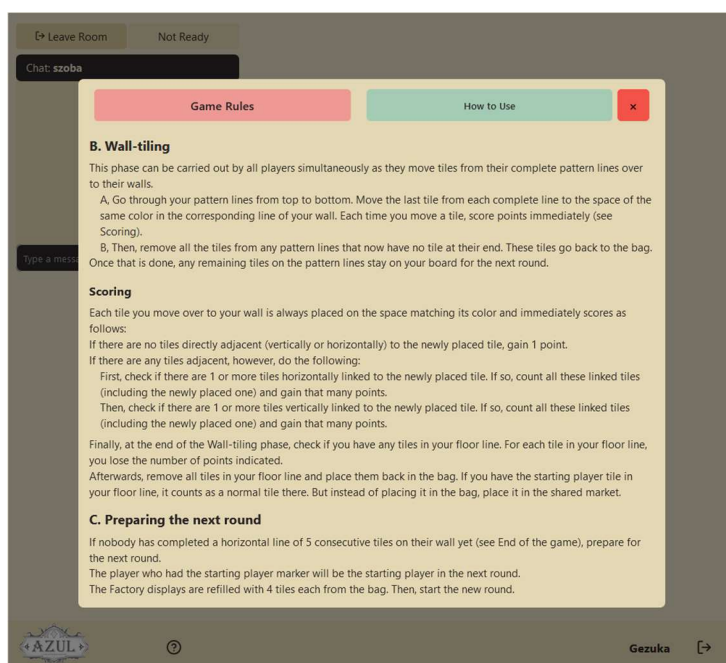 Leave Room
Not Ready
Chat: szoba
Game Rules
How to Use
×
B. Wall-tiling
This phase can be carried out by all players simultaneously as they move tiles from their complete pattern lines over
to their walls.
A, Go through your pattern lines from top to bottom. Move the last tile from each complete line to the space of the
same color in the corresponding line of your wall. Each time you move a tile, score points immediately (see
Scoring).
B, Then, remove all the tiles from any pattern lines that now have no tile at their end. These tiles go back to the bag.
Once that is done, any remaining tiles on the pattern lines stay on your board for the next round.
Type a messa
Scoring
Each tile you move over to your wall is always placed on the space matching its color and immediately scores as
follows:
If there are no tiles directly adjacent (vertically or horizontally) to the newly placed tile, gain 1 point.
If there are any tiles adjacent, however, do the following:
First, check if there are 1 or more tiles horizontally linked to the newly placed tile. If so, count all these linked tiles
(including the newly placed one) and gain that many points.
Then, check if there are 1 or more tiles vertically linked to the newly placed tile. If so, count all these linked tiles
(including the newly placed one) and gain that many points.
Finally, at the end of the Wall-tiling phase, check if you have any tiles in your floor line. For each tile in your floor line,
you lose the number of points indicated.
Afterwards, remove all tiles in your floor line and place them back in the bag. If you have the starting player tile in
your floor line, it counts as a normal tile there. But instead of placing it in the bag, place it in the shared market.
C. Preparing the next round
If nobody has completed a horizontal line of 5 consecutive tiles on their wall yet (see End of the game), prepare for
the next round.
The player who had the starting player marker will be the starting player in the next round.
The Factory displays are refilled with 4 tiles each from the bag. Then, start the new round.
AZUL
Gezuka